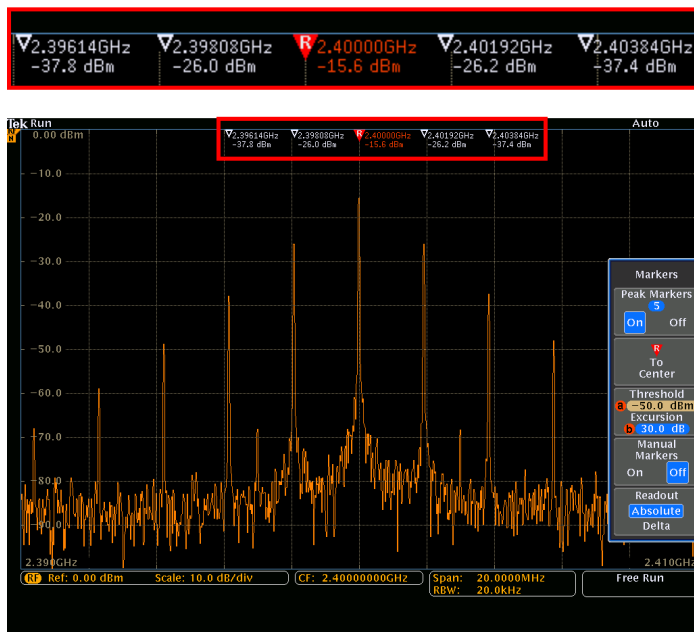 2.39614GHz 2.39808GHz R 2.40000GHz 2.40192GHz 2.40384GHz
-37.8 dBm -26.0 dBm -15.6 dBm -26.2 dBm -37.4 dBm
Tek Run Auto
0.00 dBm
2.39614GHz 2.39808GHz R 2.40000GHz 2.40192GHz 2.40384GHz
-37.8 dBm -26.0 dBm -15.6 dBm -26.2 dBm -37.4 dBm
-10.0
-20.0
-30.0
-40.0
-50.0
-60.0
-70.0
-80.0
-90.0
Markers
Peak Markers
5
On Off
R
To
Center
Threshold
a -50.0 dBm
Excursion
b 30.0 dB
Manual
Markers
On Off
Readout
Absolute
Delta
2.390GHz 2.410GHz
RF Ref: 0.00 dBm Scale: 10.0 dB/div CF: 2.40000000GHz Span: 20.0000MHz Free Run
RBW: 20.0kHz